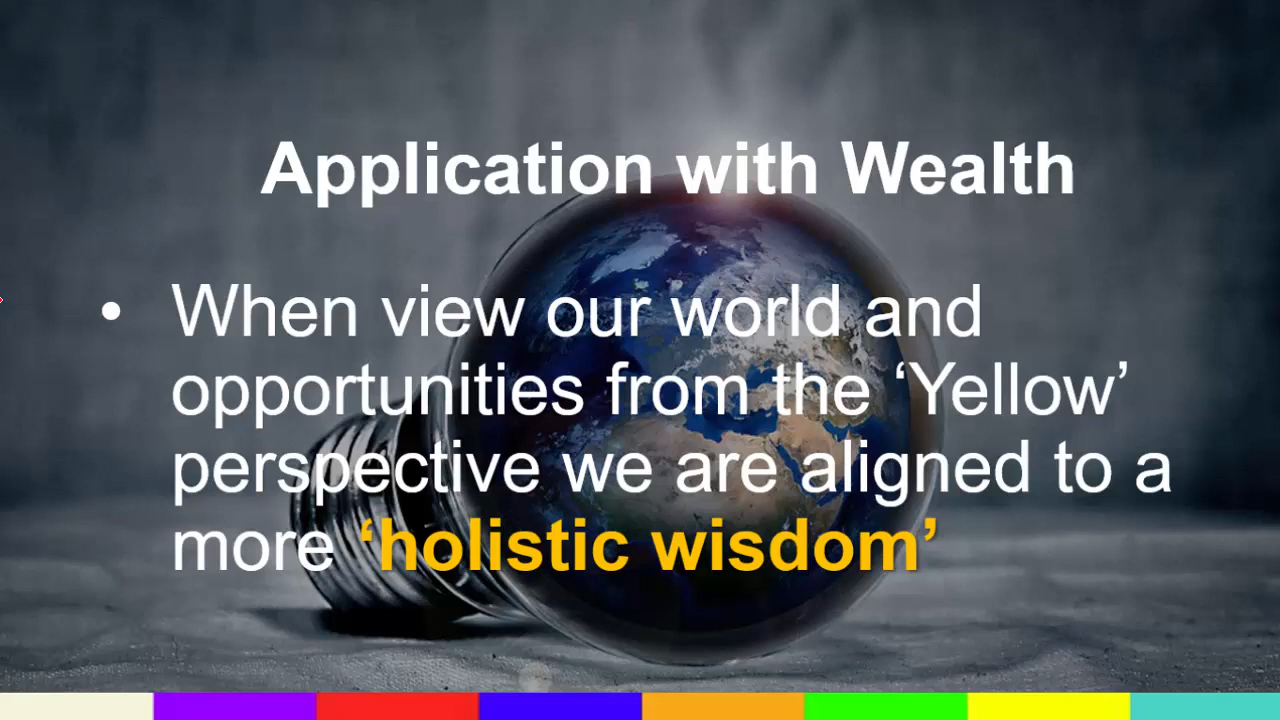 Application with Wealth
• When view our world and
opportunities from the ‘Yellow’
perspective we are aligned to a
more ‘holistic wisdom’